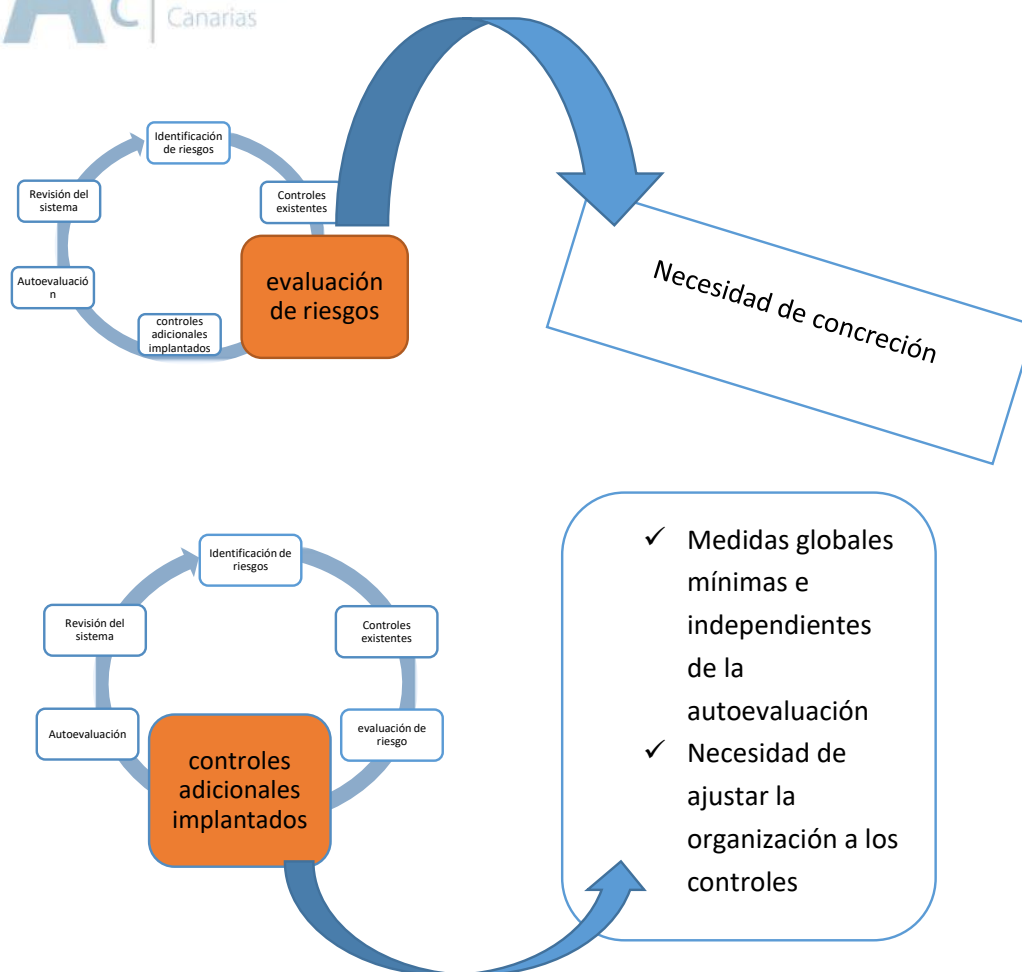 AC
Canarias
Identificación
de riesgos
Revisión del
sistema
Controles
existentes
Autoevaluació
n
evaluación
de riesgos
controles
adicionales
implantados
Necesidad de concreción
Identificación de
riesgos
Revisión del
sistema
Controles
existentes
Autoevaluación
evaluación de
riesgo
controles
adicionales
implantados
✓ Medidas globales
mínimas e
independientes
de la
autoevaluación
✓ Necesidad de
ajustar la
organización a los
controles